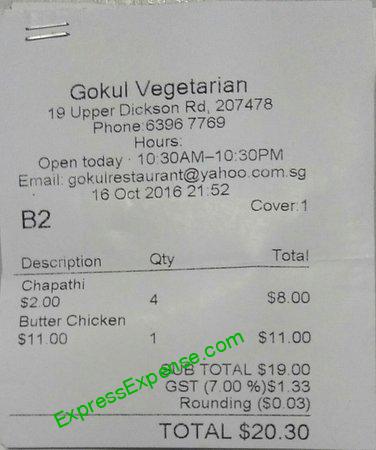 Gokul Vegetarian
19 Upper Dickson Rd, 207478
Phone:6396 7769
Hours:
Open today · 10:30AM–10:30PM
Email: gokulrestaurant@yahoo.com.sg
16 Oct 2016 21:52
Cover:1
B2
Description Qty Total
Chapathi
$2.00 4 $8.00
Butter Chicken
$11.00 1 $11.00
SUB TOTAL $19.00
GST (7.00 %)$1.33
Rounding ($0.03)
TOTAL $20.30
ExpressExpense.com